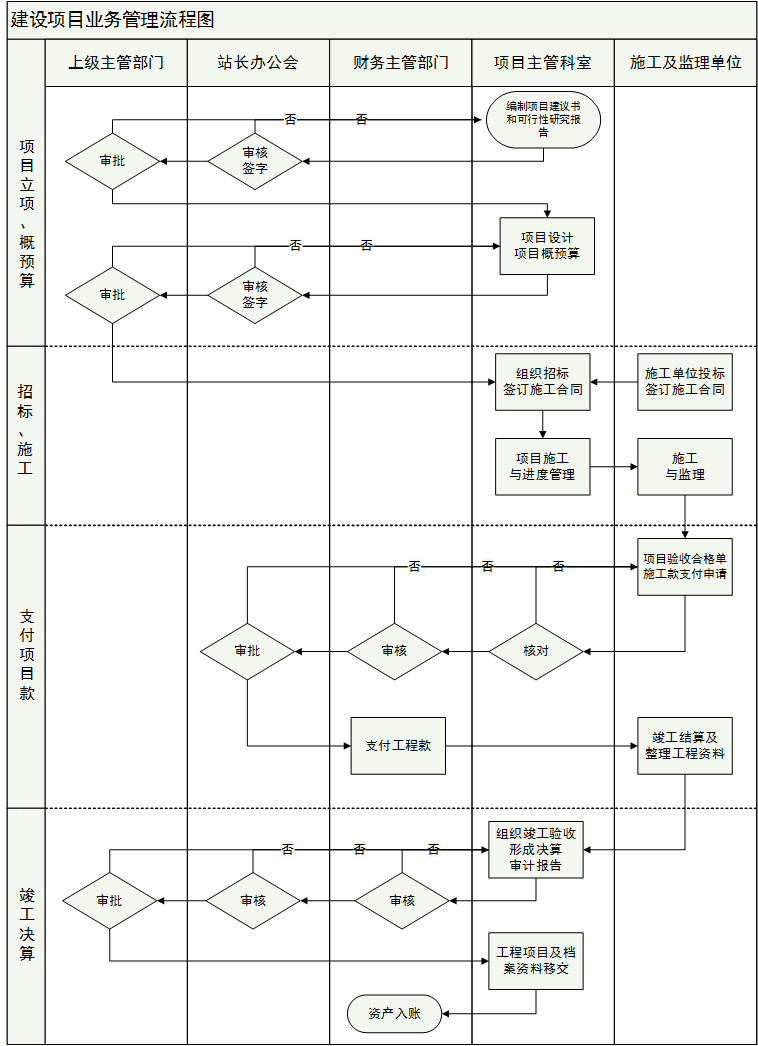 建设项目业务管理流程图
上级主管部门
站长办公会
财务主管部门
项目主管科室
施工及监理单位
项目立项、概预算
编制项目建议书
和可行性研究报
告
否
否
审批
审核
签字
项目设计
项目概预算
否
否
审批
审核
签字
招标、施工
组织招标
签订施工合同
施工单位投标
签订施工合同
项目施工
与进度管理
施工
与监理
支付项目款
项目验收合格单
施工款支付申请
否
否
否
审批
审核
核对
支付工程款
竣工结算及
整理工程资料
竣工决算
组织竣工验收
形成决算
审计报告
否
否
否
审批
审核
审核
工程项目及档
案资料移交
资产入账